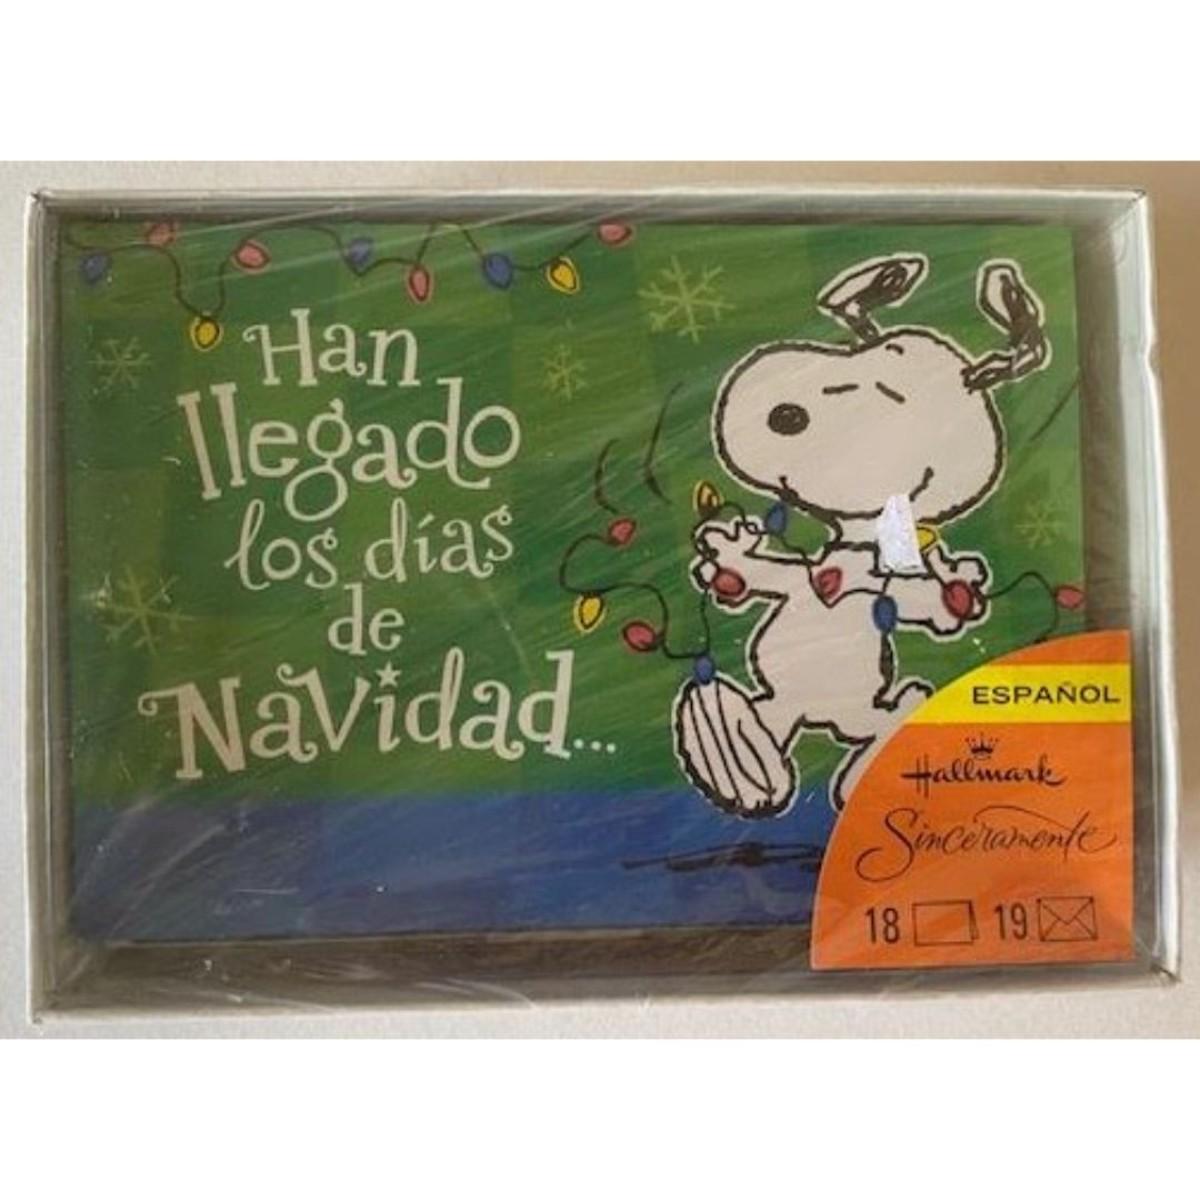 Han
llegado
los días
de
NaVidad...
ESPAÑOL
Hallmark
Sinceramente
18 19